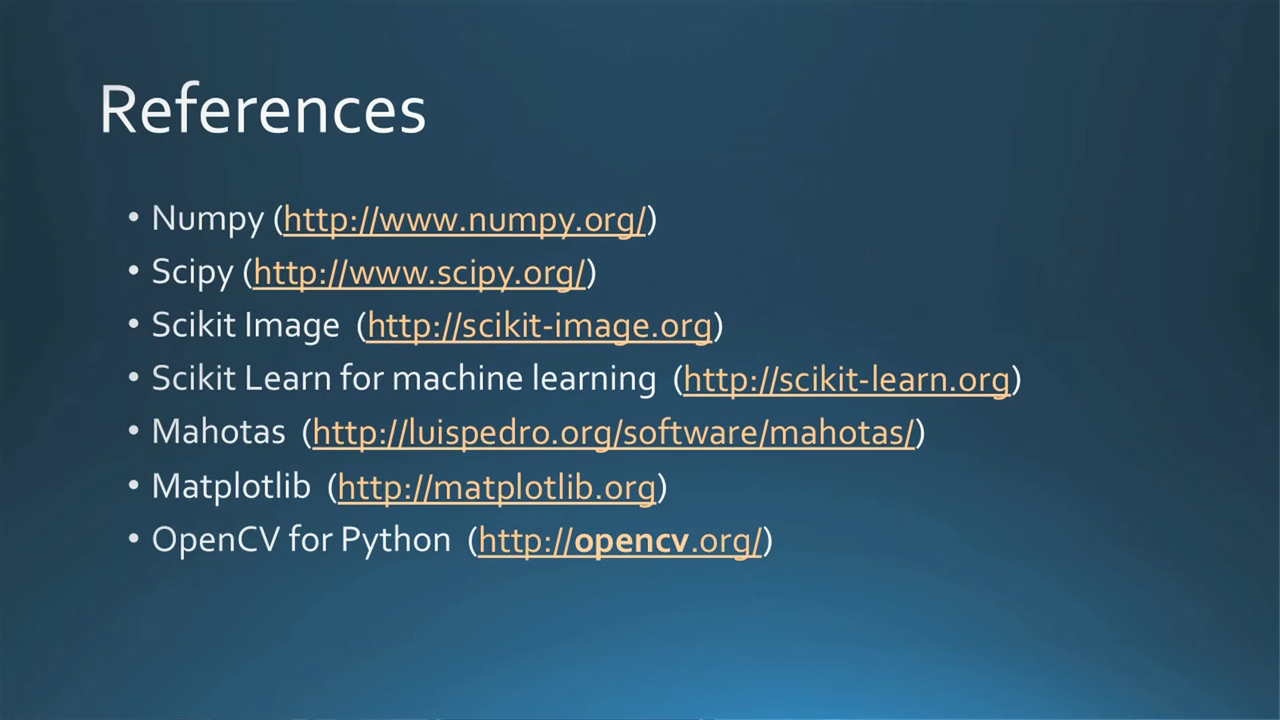 References
• Numpy (http://www.numpy.org/)
• Scipy (http://www.scipy.org/)
• Scikit Image (http://scikit-image.org)
• Scikit Learn for machine learning (http://scikit-learn.org)
• Mahotas (http://luispedro.org/software/mahotas/)
• Matplotlib (http://matplotlib.org)
• OpenCV for Python (http://opencv.org/)